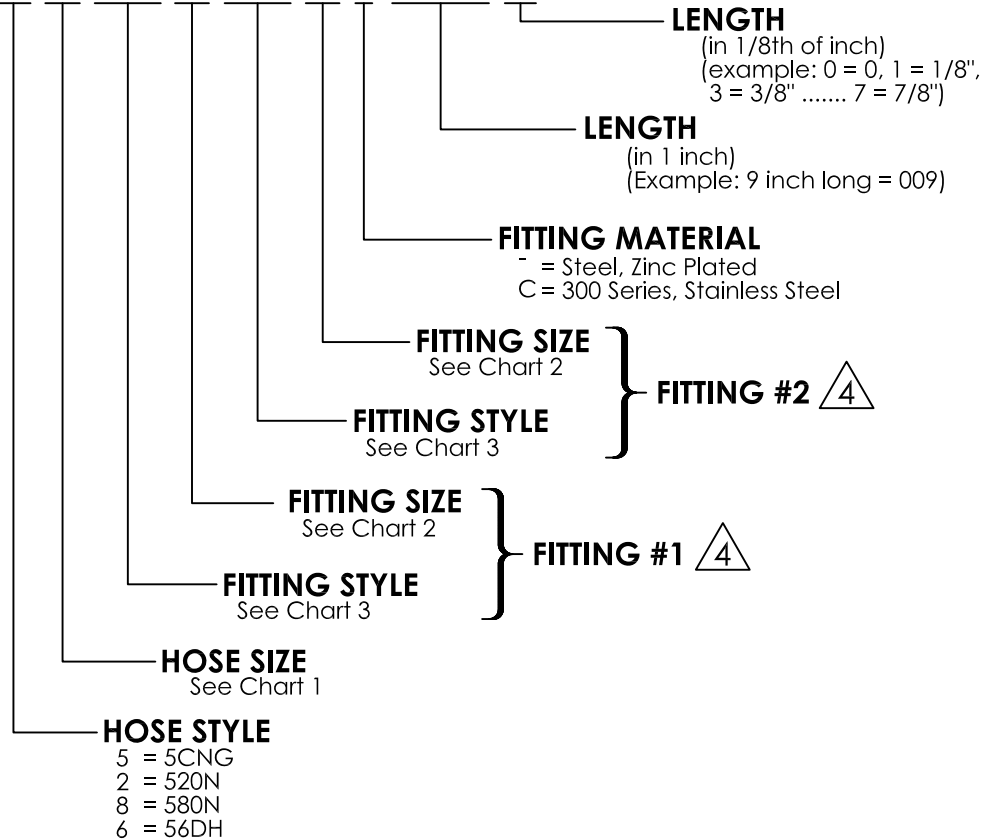 LENGTH
(in 1/8th of inch)
(example: 0 = 0, 1 = 1/8",
3 = 3/8" ....... 7 = 7/8")
LENGTH
(in 1 inch)
(Example: 9 inch long = 009)
FITTING MATERIAL
- = Steel, Zinc Plated
C = 300 Series, Stainless Steel
FITTING SIZE
See Chart 2
FITTING #2 4
FITTING STYLE
See Chart 3
FITTING SIZE
See Chart 2
FITTING #1 4
FITTING STYLE
See Chart 3
HOSE SIZE
See Chart 1
HOSE STYLE
5 = 5CNG
2 = 520N
8 = 580N
6 = 56DH